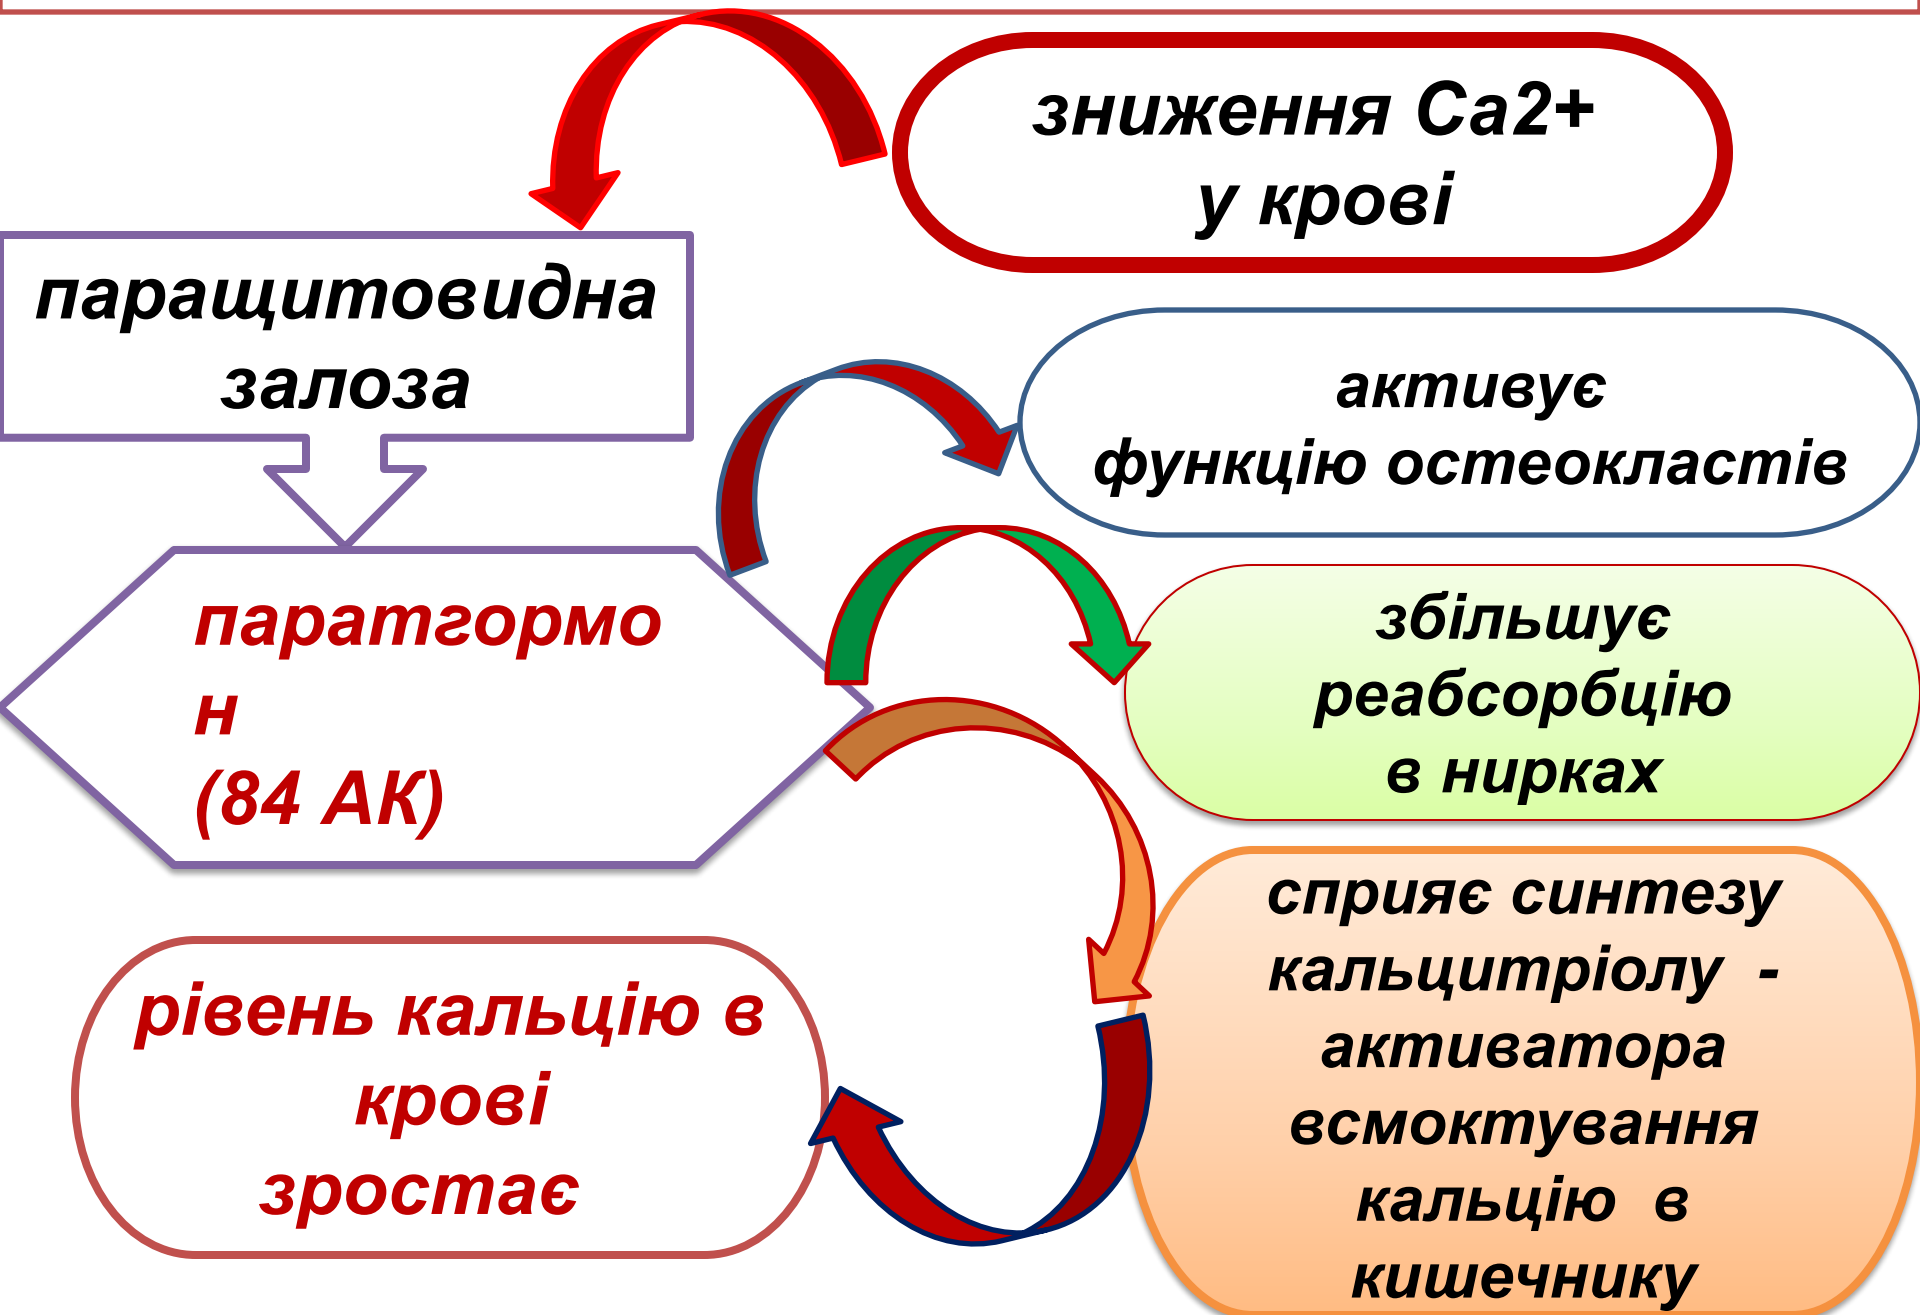 зниження Са2+
у крові
паращитовидна
залоза
активує
функцію остеокластів
паратгормо
н
(84 АК)
збільшує
реабсорбцію
в нирках
сприяє синтезу
кальцитріолу -
активатора
всмоктування
кальцію в
кишечнику
рівень кальцію в
крові
зростає